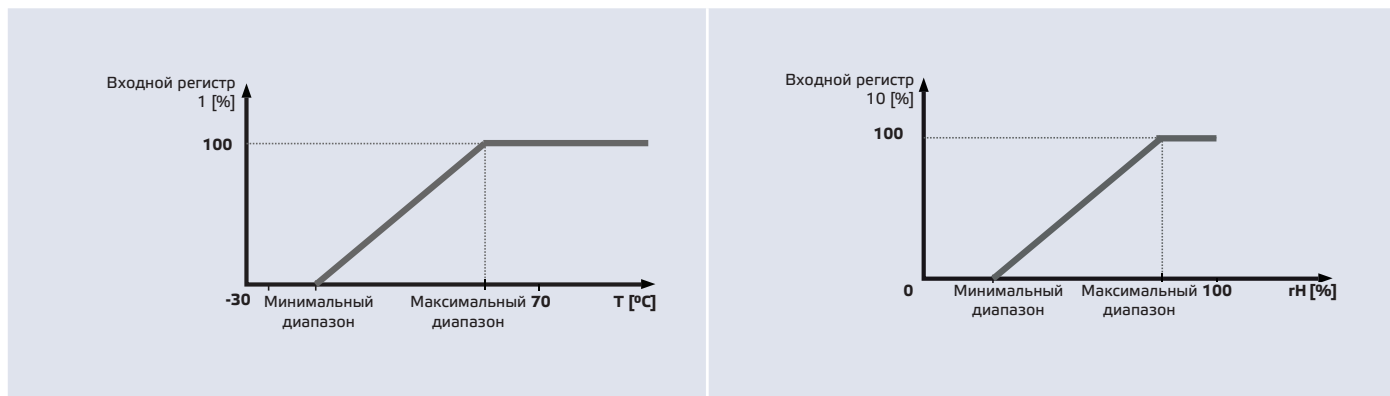 Входной регистр
1 [%]
100
-30
Минимальный
диапазон
Максимальный
диапазон
70
T [ºC]
Входной регистр
10 [%]
100
0
Минимальный
диапазон
Максимальный
диапазон
100
rH [%]